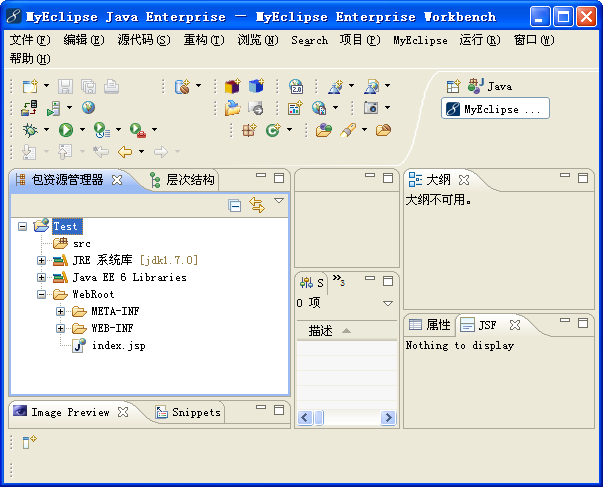 MyEclipse Java Enterprise — MyEclipse Enterprise Workbench
文件(F) 编辑(E) 源代码(S) 重构(T) 浏览(N) Search 项目(P) MyEclipse 运行(R) 窗口(W)
帮助(H)
2.0
Java
MyEclipse ...
包资源管理器 层次结构
大纲
大纲不可用。
Test
src
JRE 系统库 [jdk1.7.0]
Java EE 6 Libraries
WebRoot
META-INF
WEB-INF
index.jsp
S »3
0 项
描述
属性 JSF
Nothing to display
Image Preview Snippets